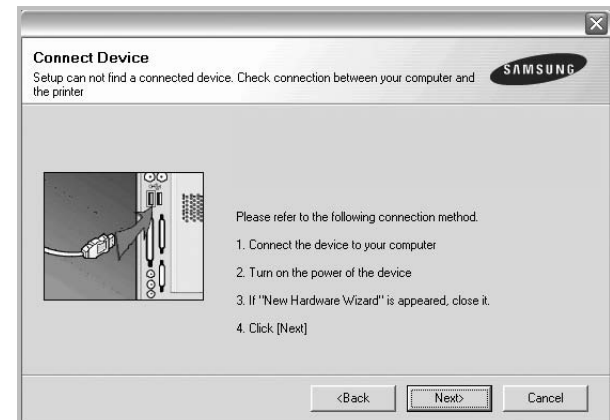 Connect Device
Setup can not find a connected device. Check connection between your computer and
the printer
SAMSUNG
Please refer to the following connection method.
1. Connect the device to your computer
2. Turn on the power of the device
3. If "New Hardware Wizard" is appeared, close it.
4. Click [Next]
<Back
Next>
Cancel